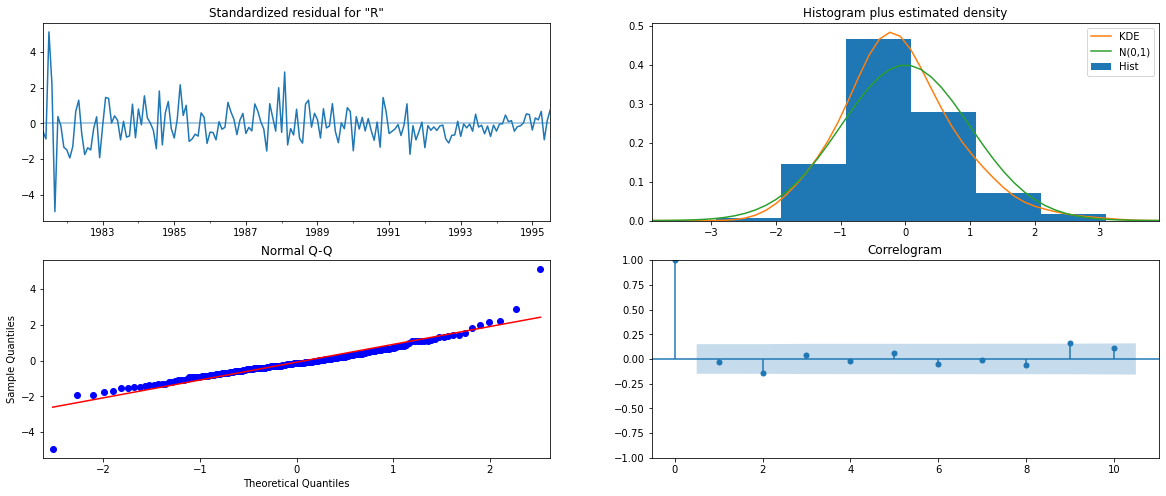 Standardized residual for "R"
4
2
0
−2
−4
1983 1985 1987 1989 1991 1993 1995
Histogram plus estimated density
0.5
0.4
0.3
0.2
0.1
0.0
−3 −2 −1 0 1 2 3
KDE
N(0,1)
Hist
Normal Q-Q
Sample Quantiles
4
2
0
−2
−4
−2 −1 0 1 2
Theoretical Quantiles
Correlogram
1.00
0.75
0.50
0.25
0.00
−0.25
−0.50
−0.75
−1.00
0 2 4 6 8 10